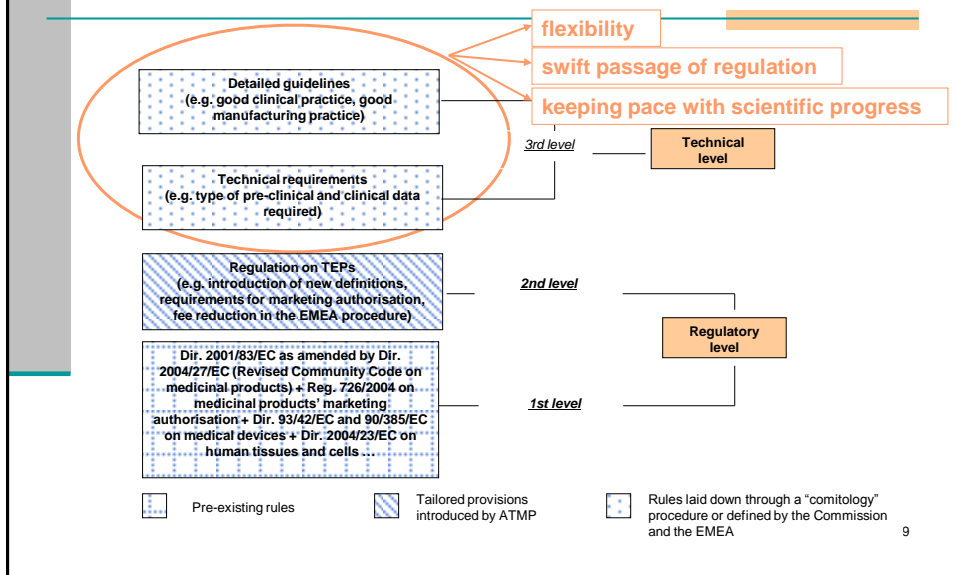 flexibility
swift passage of regulation
keeping pace with scientific progress
Detailed guidelines
(e.g. good clinical practice, good
manufacturing practice)
3rd level
Technical
level
Technical requirements
(e.g. type of pre-clinical and clinical data
required)
Regulation on TEPs
(e.g. introduction of new definitions,
requirements for marketing authorisation,
fee reduction in the EMEA procedure)
2nd level
Regulatory
level
Dir. 2001/83/EC as amended by Dir.
2004/27/EC (Revised Community Code on
medicinal products) + Reg. 726/2004 on
medicinal products’ marketing
authorisation + Dir. 93/42/EC and 90/385/EC
on medical devices + Dir. 2004/23/EC on
human tissues and cells …
1st level
Pre-existing rules
Tailored provisions
introduced by ATMP
Rules laid down through a “comitology”
procedure or defined by the Commission
and the EMEA
9